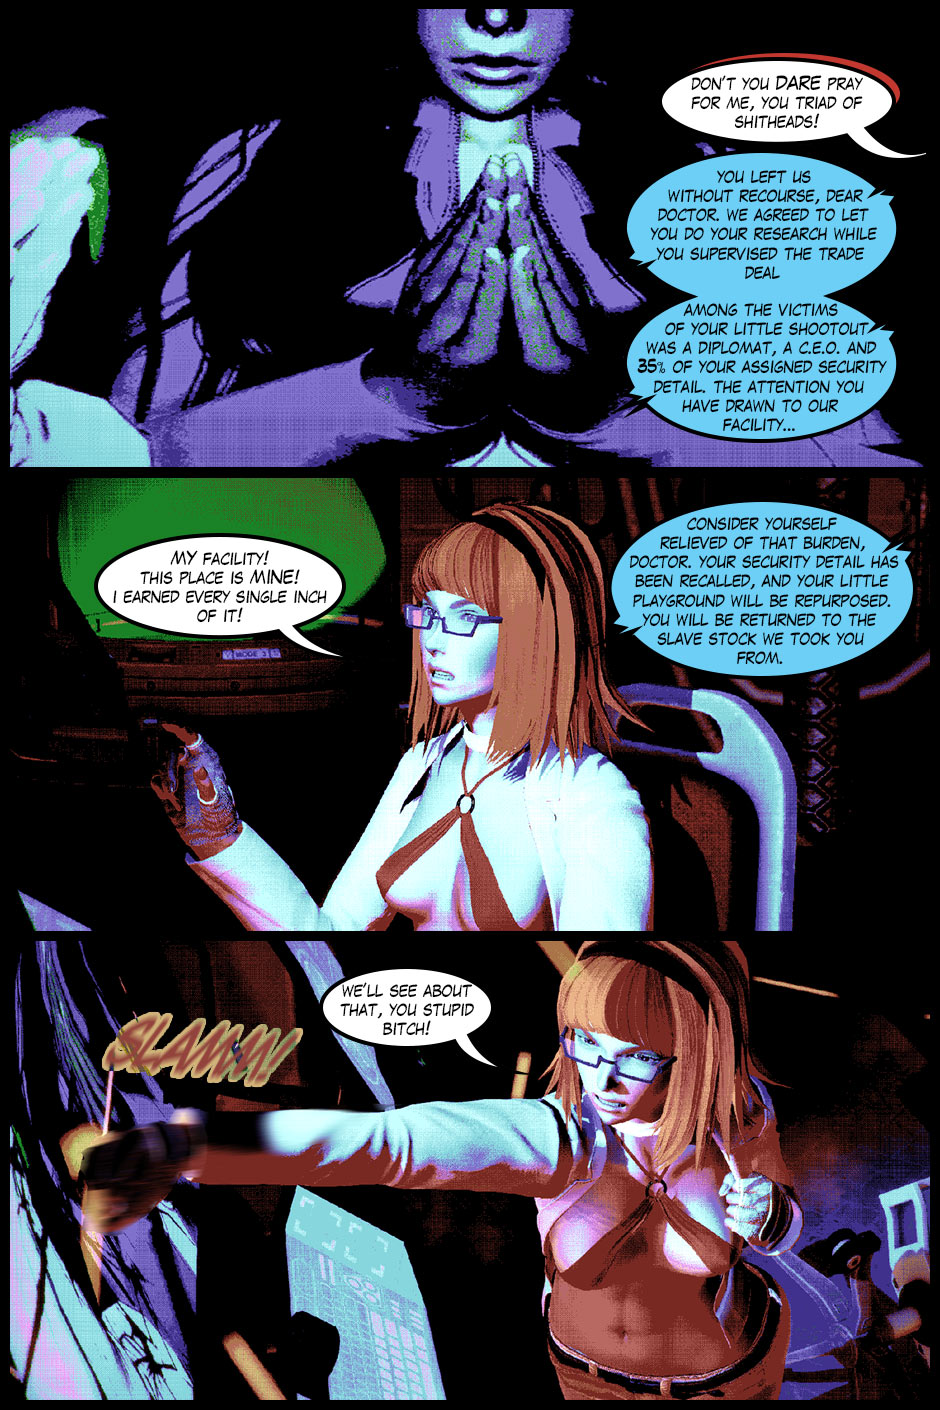 DON'T YOU DARE PRAY
FOR ME, YOU TRIAD OF
SHITHEADS!
YOU LEFT US
WITHOUT RECOURSE, DEAR
DOCTOR. WE AGREED TO LET
YOU DO YOUR RESEARCH WHILE
YOU SUPERVISED THE TRADE
DEAL
AMONG THE VICTIMS
OF YOUR LITTLE SHOOTOUT
WAS A DIPLOMAT, A C.E.O. AND
35% OF YOUR ASSIGNED SECURITY
DETAIL. THE ATTENTION YOU
HAVE DRAWN TO OUR
FACILITY...
MY FACILITY!
THIS PLACE IS MINE!
I EARNED EVERY SINGLE INCH
OF IT!
CONSIDER YOURSELF
RELIEVED OF THAT BURDEN,
DOCTOR. YOUR SECURITY DETAIL HAS
BEEN RECALLED, AND YOUR LITTLE
PLAYGROUND WILL BE REPURPOSED.
YOU WILL BE RETURNED TO THE
SLAVE STOCK WE TOOK YOU
FROM.
MODE 3
WE'LL SEE ABOUT
THAT, YOU STUPID
BITCH!
SLAMM!